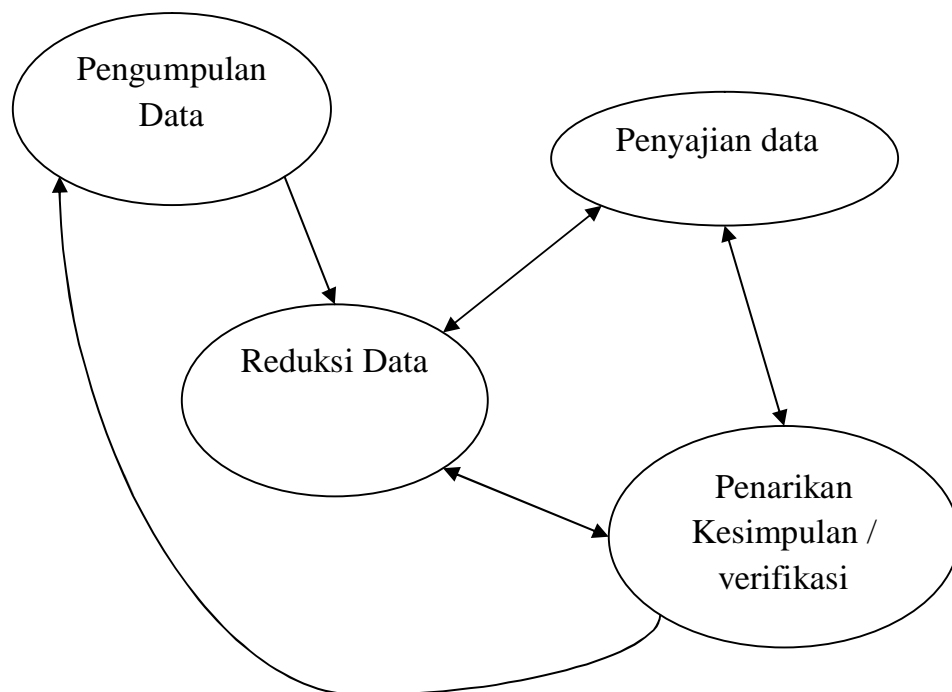 Pengumpulan
Data
Penyajian data
Reduksi Data
Penarikan
Kesimpulan /
verifikasi